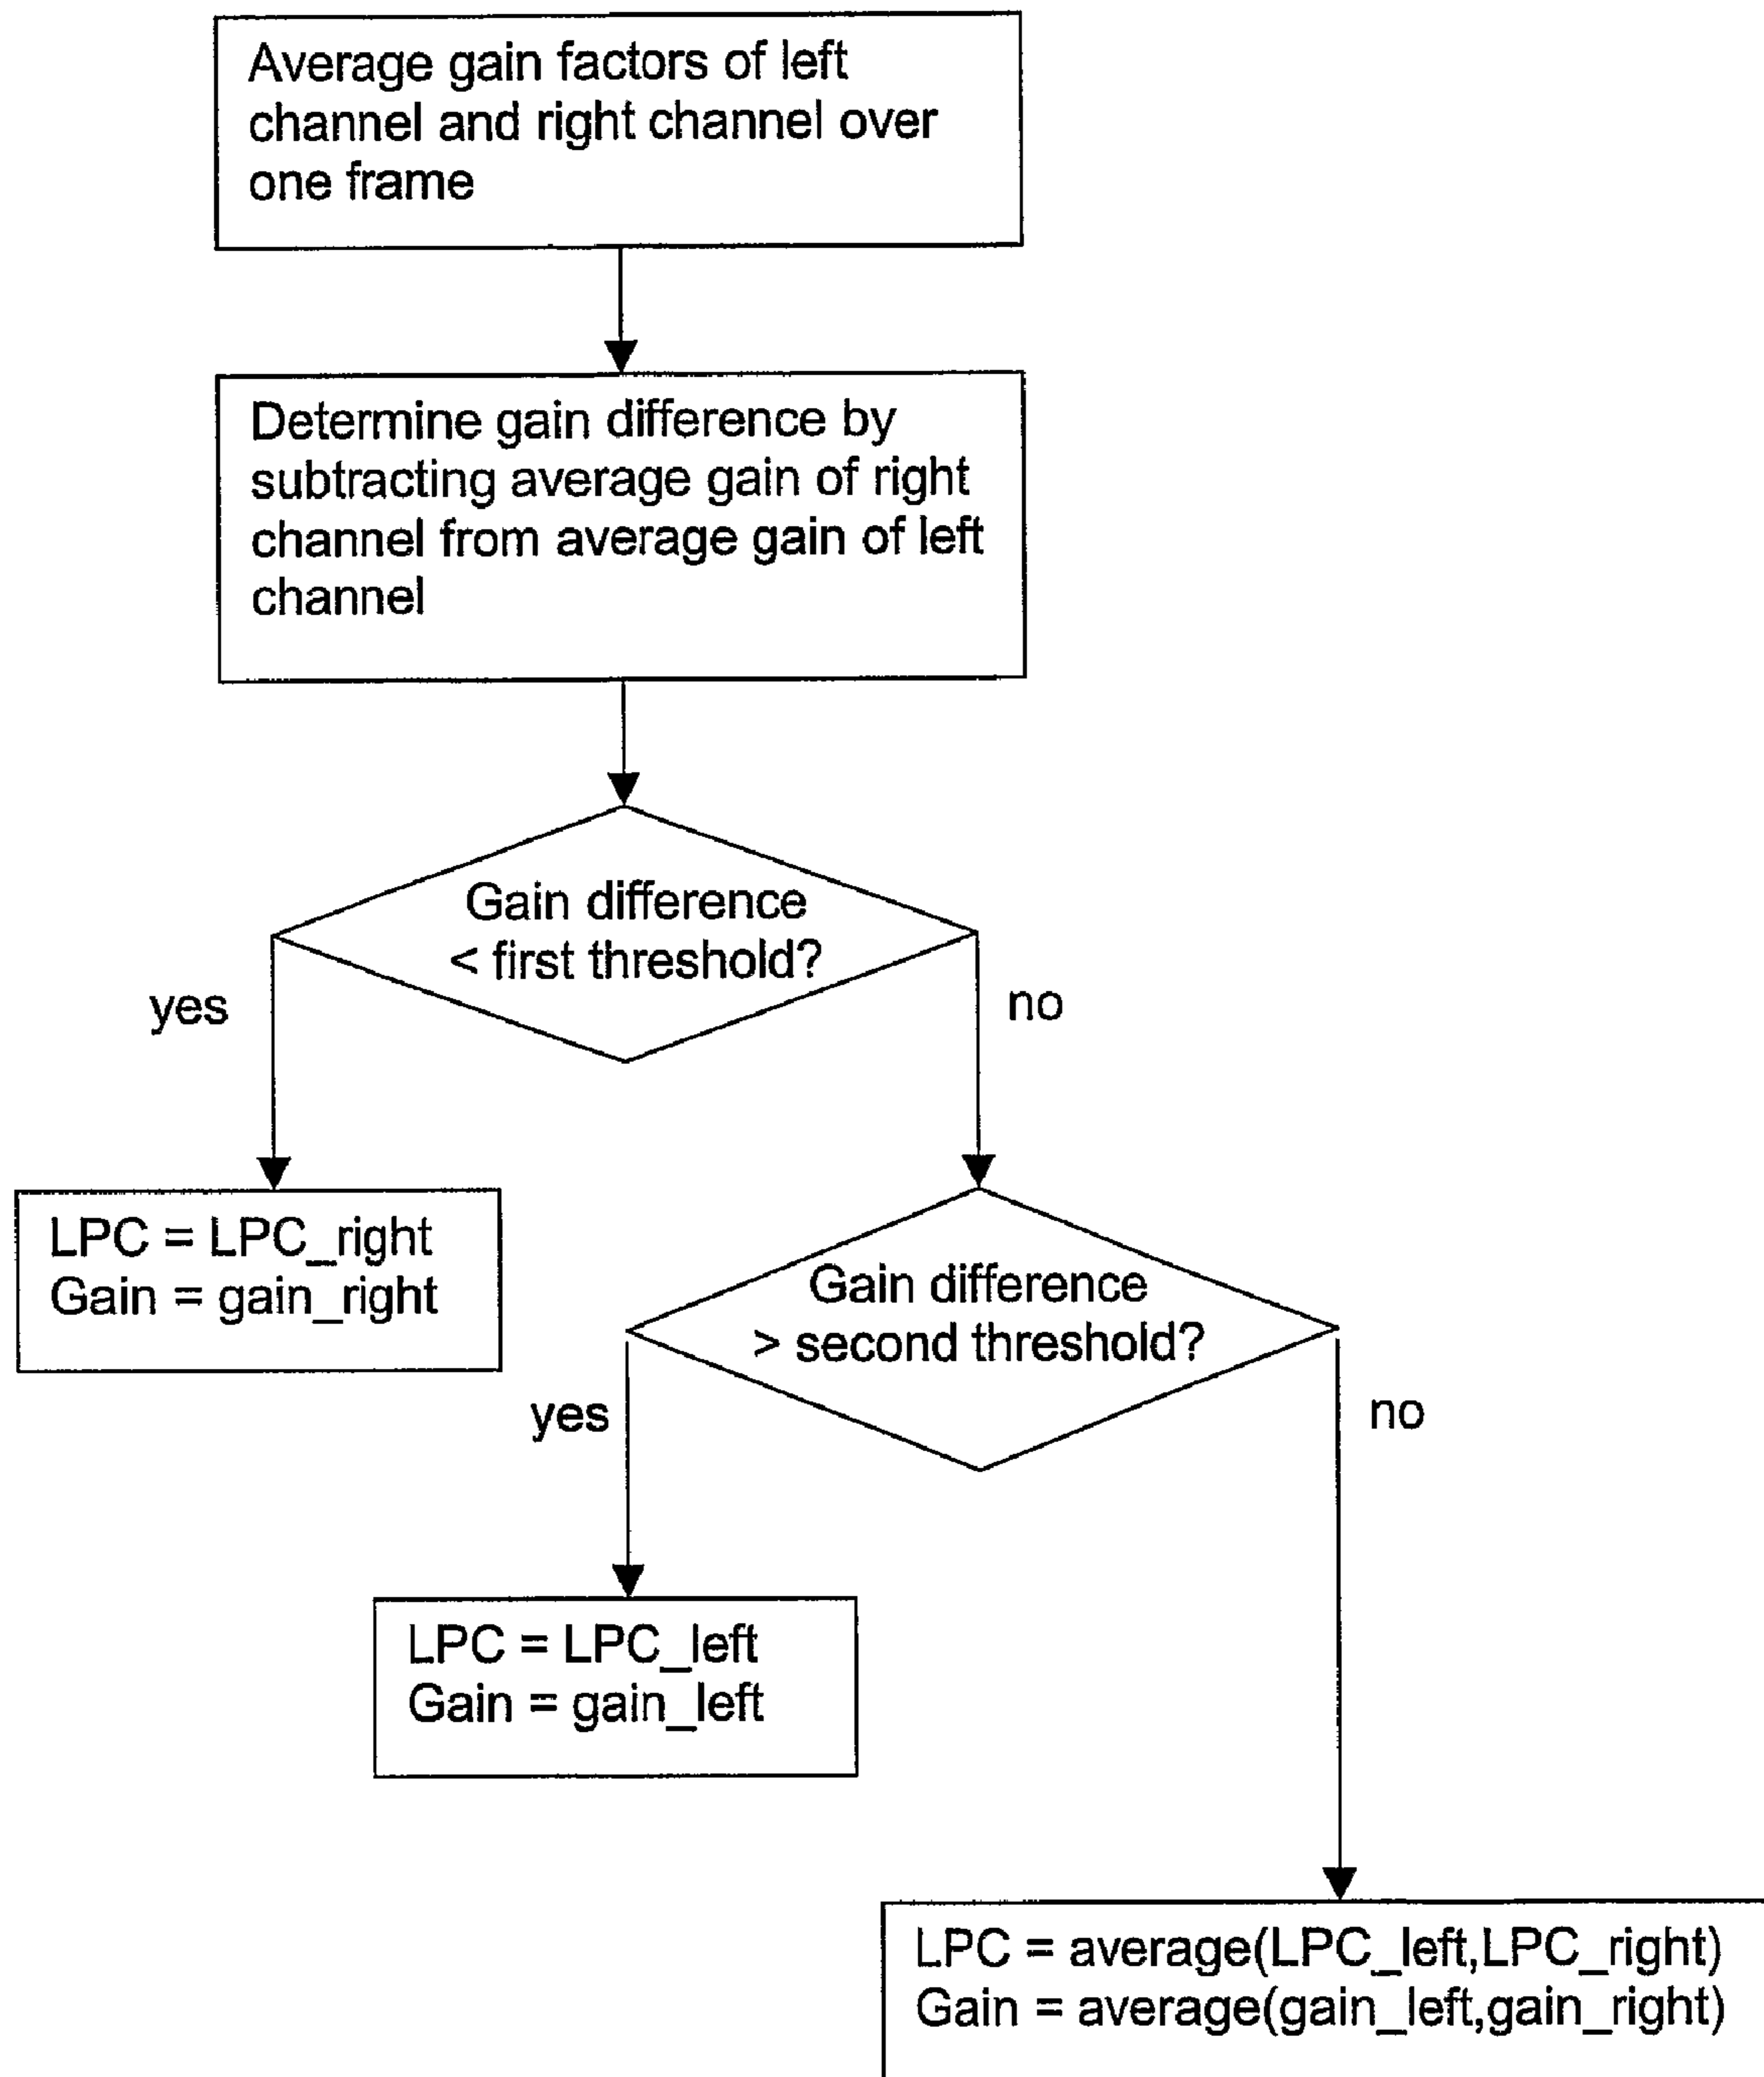 Average gain factors of left
channel and right channel over
one frame
Determine gain difference by
subtracting average gain of right
channel from average gain of left
channel
Gain difference
< first threshold?
yes
no
LPC = LPC_right
Gain = gain_right
Gain difference
> second threshold?
yes
no
LPC = LPC_left
Gain = gain_left
LPC = average(LPC_left,LPC_right)
Gain = average(gain_left,gain_right)